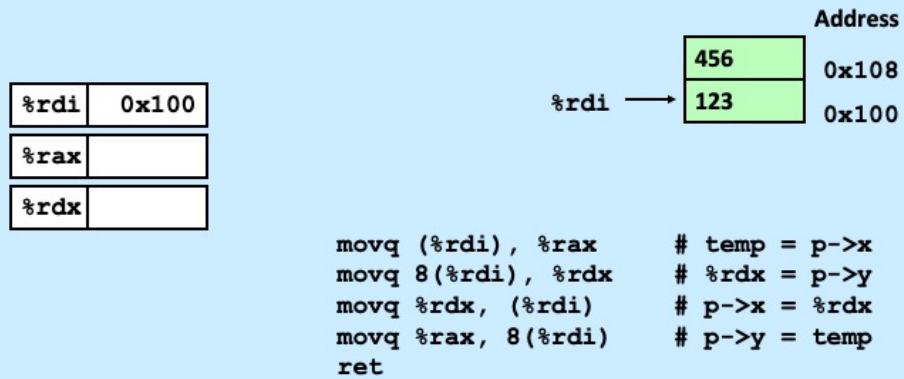 Address
456
0x108
%rdi 123
0x100
%rdi 0x100
%rax
%rdx
movq (%rdi), %rax # temp = p->x
movq 8(%rdi), %rdx # %rdx = p->y
movq %rdx, (%rdi) # p->x = %rdx
movq %rax, 8(%rdi) # p->y = temp
ret